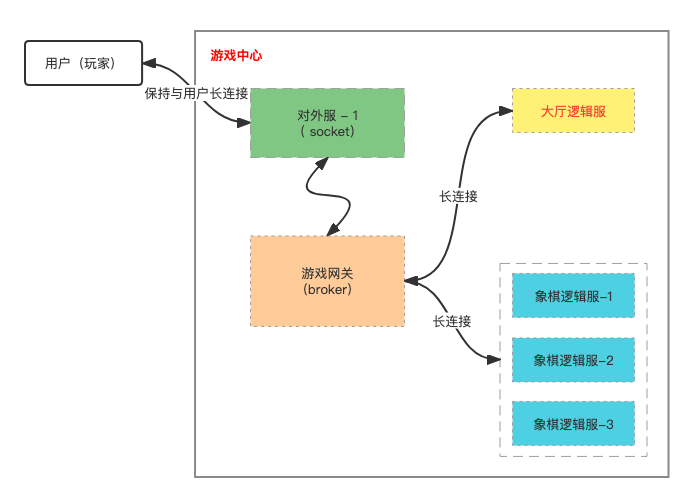 游戏中心
用户（玩家）
保持与用户长连接
对外服 – 1
( socket)
大厅逻辑服
长连接
游戏网关
(broker)
长连接
象棋逻辑服–1
象棋逻辑服–2
象棋逻辑服–3